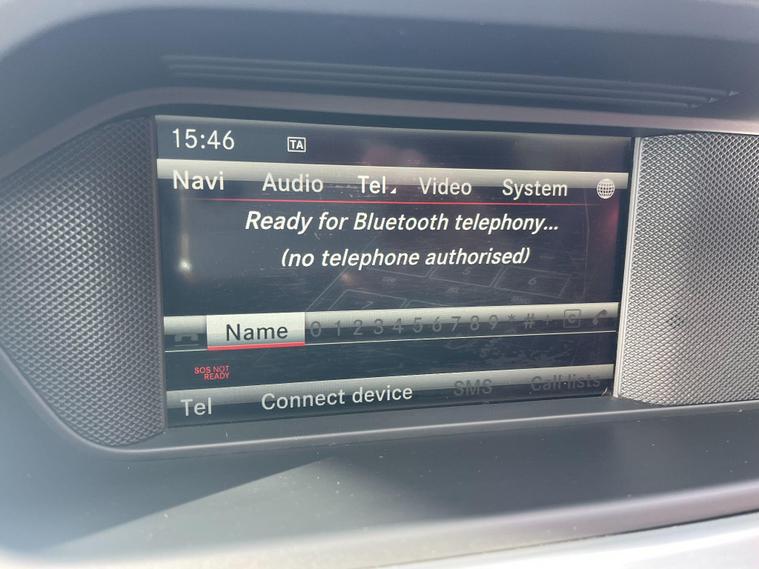 15:46 TA
Navi Audio Tel Video System
Ready for Bluetooth telephony...
(no telephone authorised)
Name 0 1 2 3 4 5 6 7 8 9 * # +
SOS NOT
READY
Tel Connect device SMS Call lists